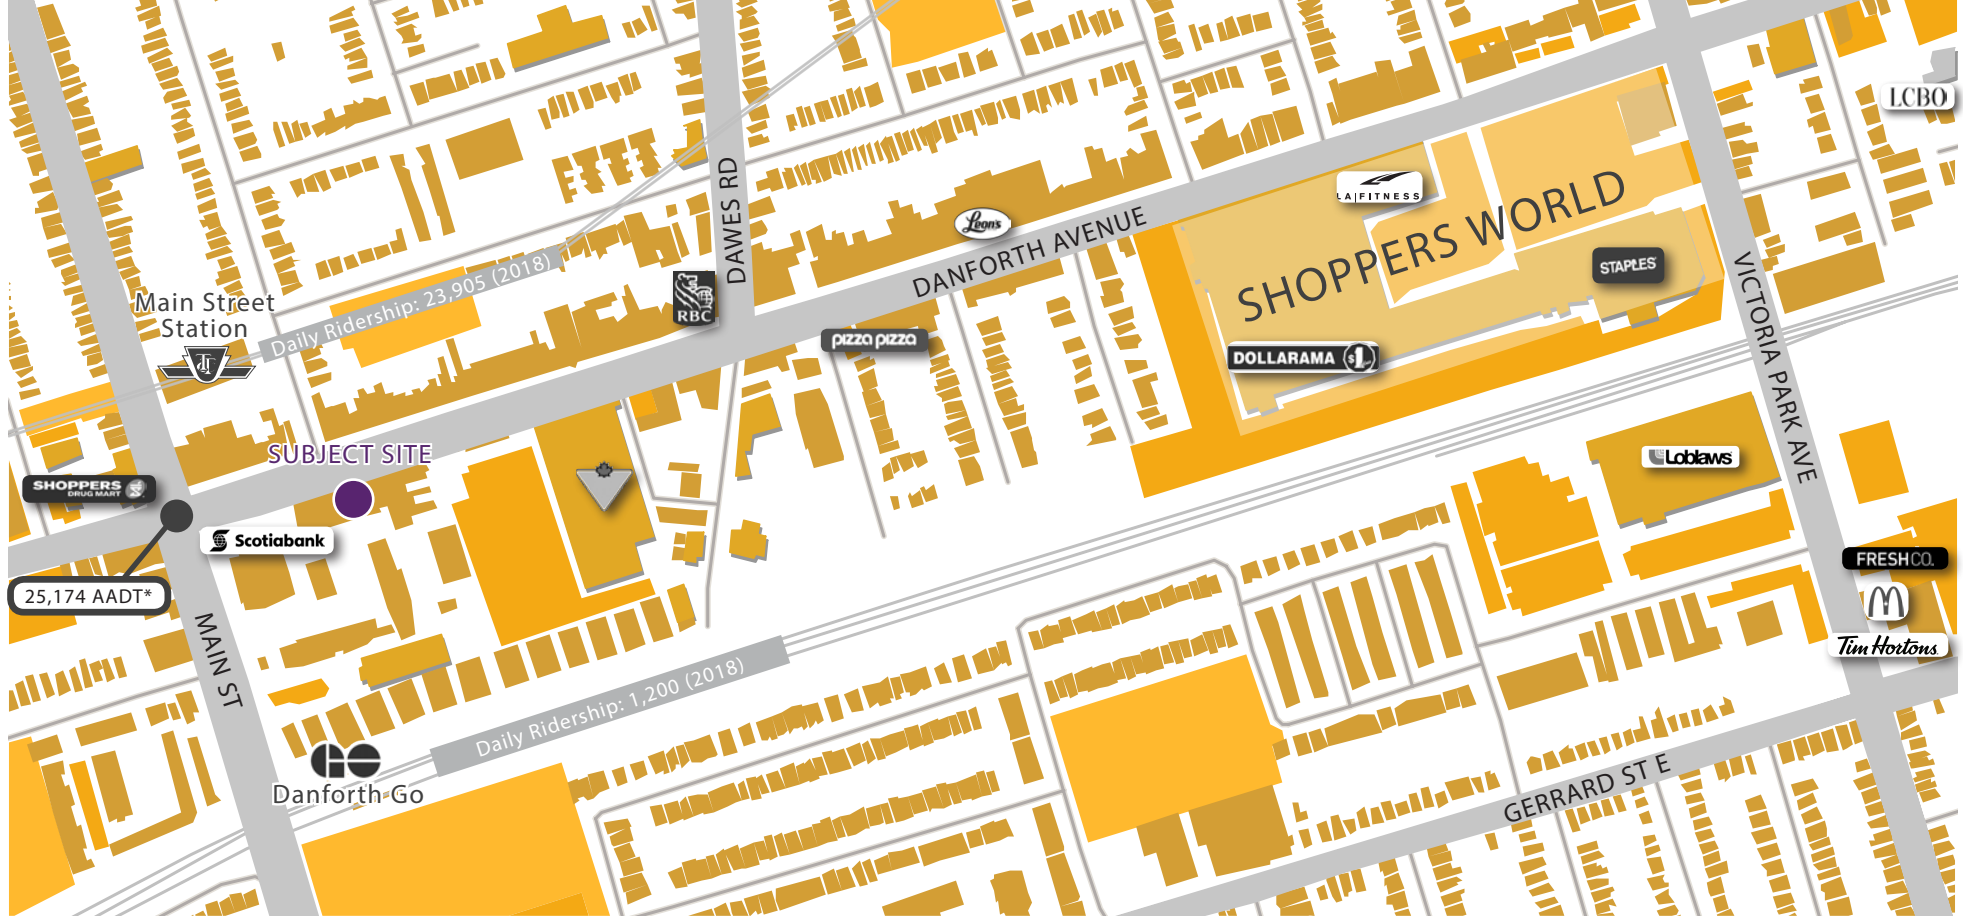 LCBO
DAWES RD
LA|FITNESS
Leon's
DANFORTH AVENUE
SHOPPERS WORLD
STAPLES
VICTORIA PARK AVE
Main Street
Station
Daily Ridership: 23,905 (2018)
RBC
pizza pizza
DOLLARAMA $1
SUBJECT SITE
Loblaws
SHOPPERS
DRUG MART
Scotiabank
25,174 AADT*
FRESHCO.
Tim Hortons
MAIN ST
Daily Ridership: 1,200 (2018)
GO
Danforth Go
GERRARD ST E